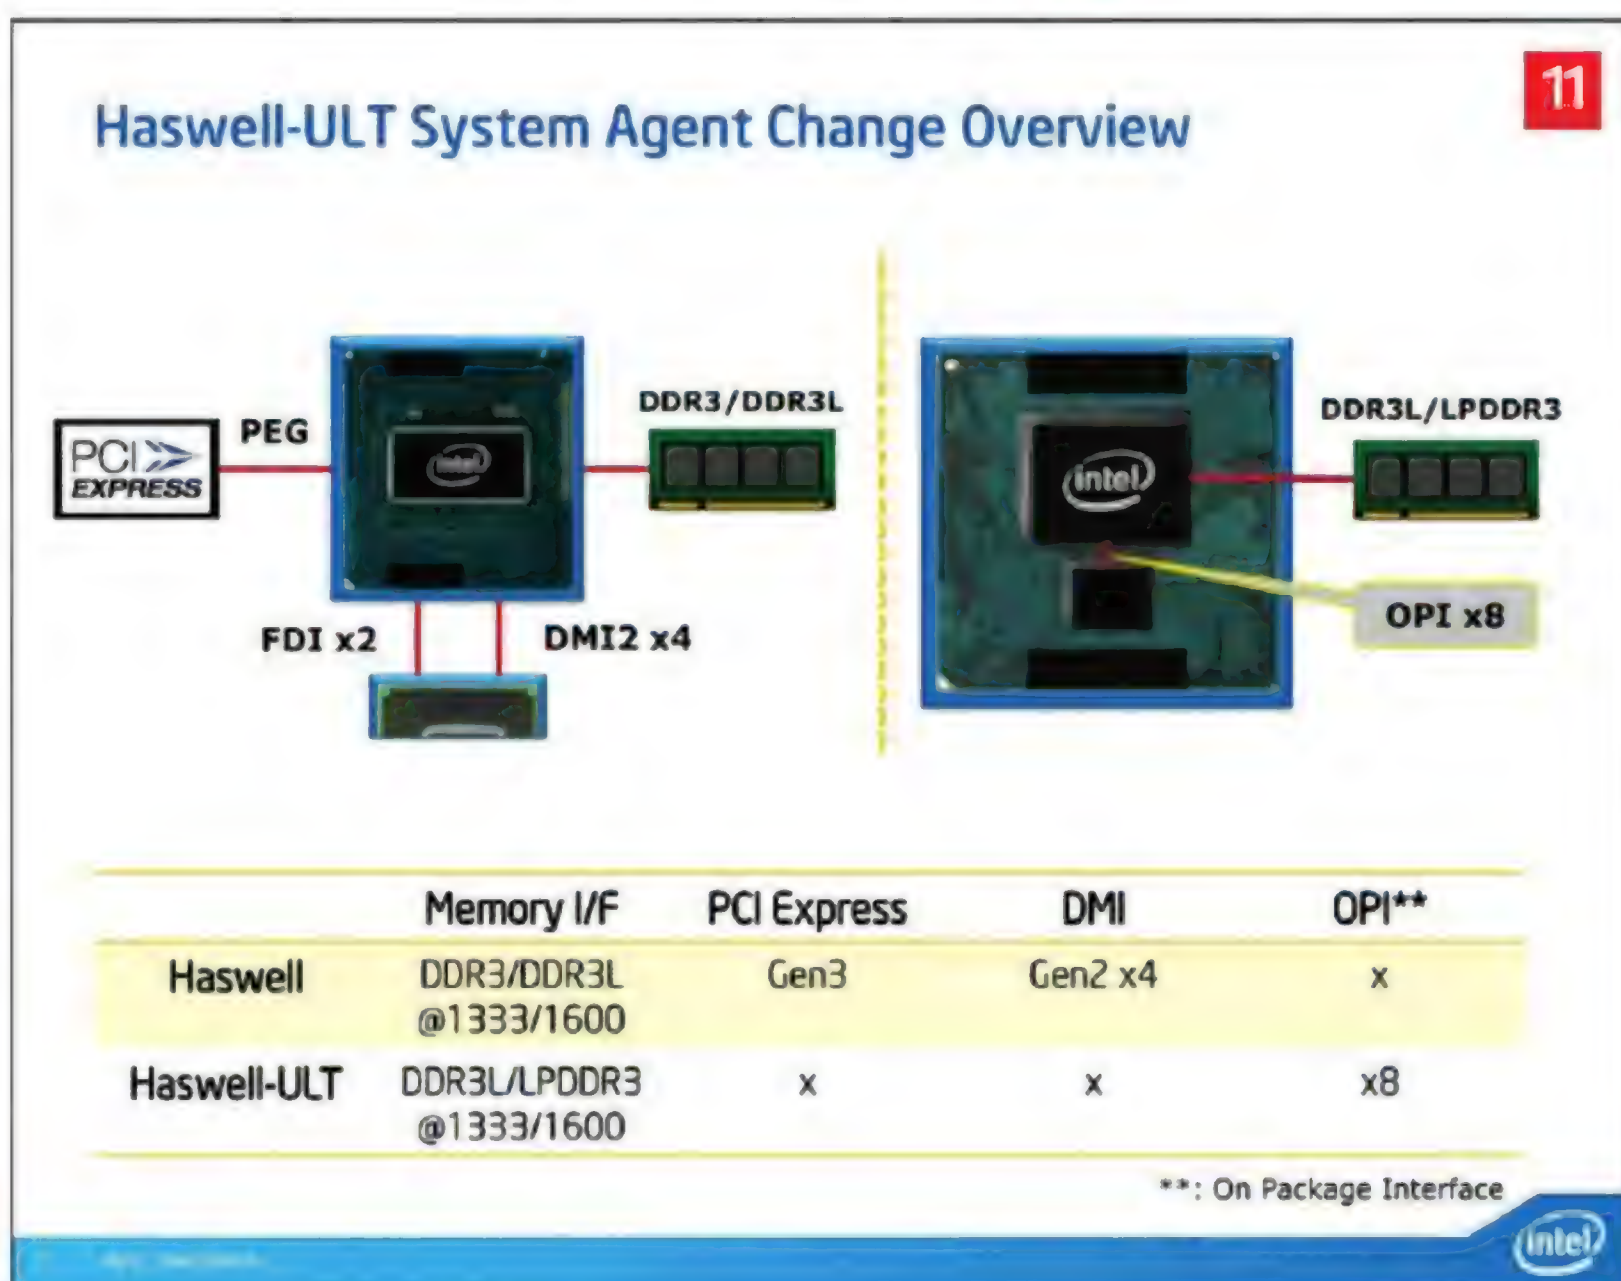 11
Haswell-ULT System Agent Change Overview
PCI
EXPRESS
PEG
intel
DDR3/DDR3L
FDI x2
DMI2 x4
intel
DDR3L/LPDDR3
OPI x8
Memory I/F PCI Express DMI OPI**
Haswell DDR3/DDR3L Gen3 Gen2 x4 x
@1333/1600
Haswell-ULT DDR3L/LPDDR3 x x x8
@1333/1600
**: On Package Interface
intel